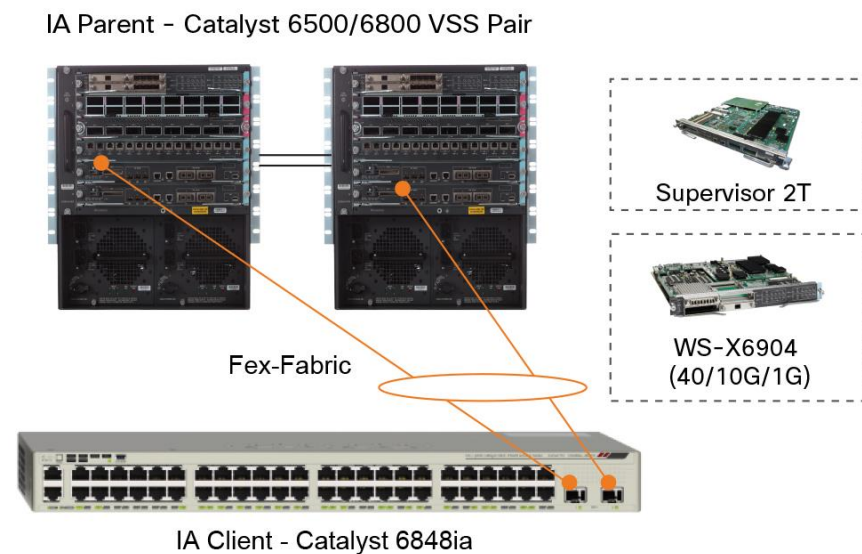 IA Parent - Catalyst 6500/6800 VSS Pair
Supervisor 2T
WS-X6904
(40/10G/1G)
Fex-Fabric
IA Client - Catalyst 6848ia